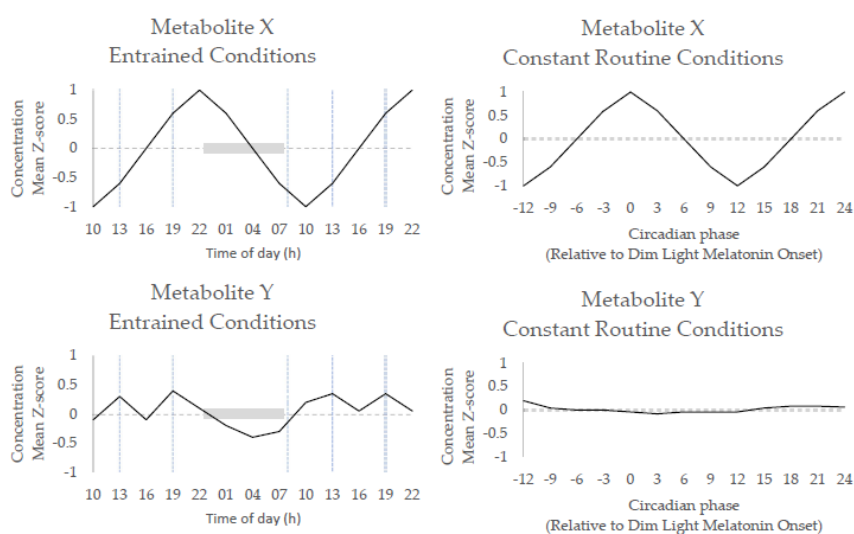 Metabolite X
Entrained Conditions
Concentration
Mean Z-score
1
0.5
0
-0.5
-1
10 13 16 19 22 01 04 07 10 13 16 19 22
Time of day (h)
Metabolite X
Constant Routine Conditions
Concentration
Mean Z-score
1
0.5
0
-0.5
-1
-12 -9 -6 -3 0 3 6 9 12 15 18 21 24
Circadian phase
(Relative to Dim Light Melatonin Onset)
Metabolite Y
Entrained Conditions
Concentration
Mean Z-score
1
0.5
0
-0.5
-1
10 13 16 19 22 01 04 07 10 13 16 19 22
Time of day (h)
Metabolite Y
Constant Routine Conditions
Concentration
Mean Z-score
1
0.5
0
-0.5
-1
-12 -9 -6 -3 0 3 6 9 12 15 18 21 24
Circadian phase
(Relative to Dim Light Melatonin Onset)